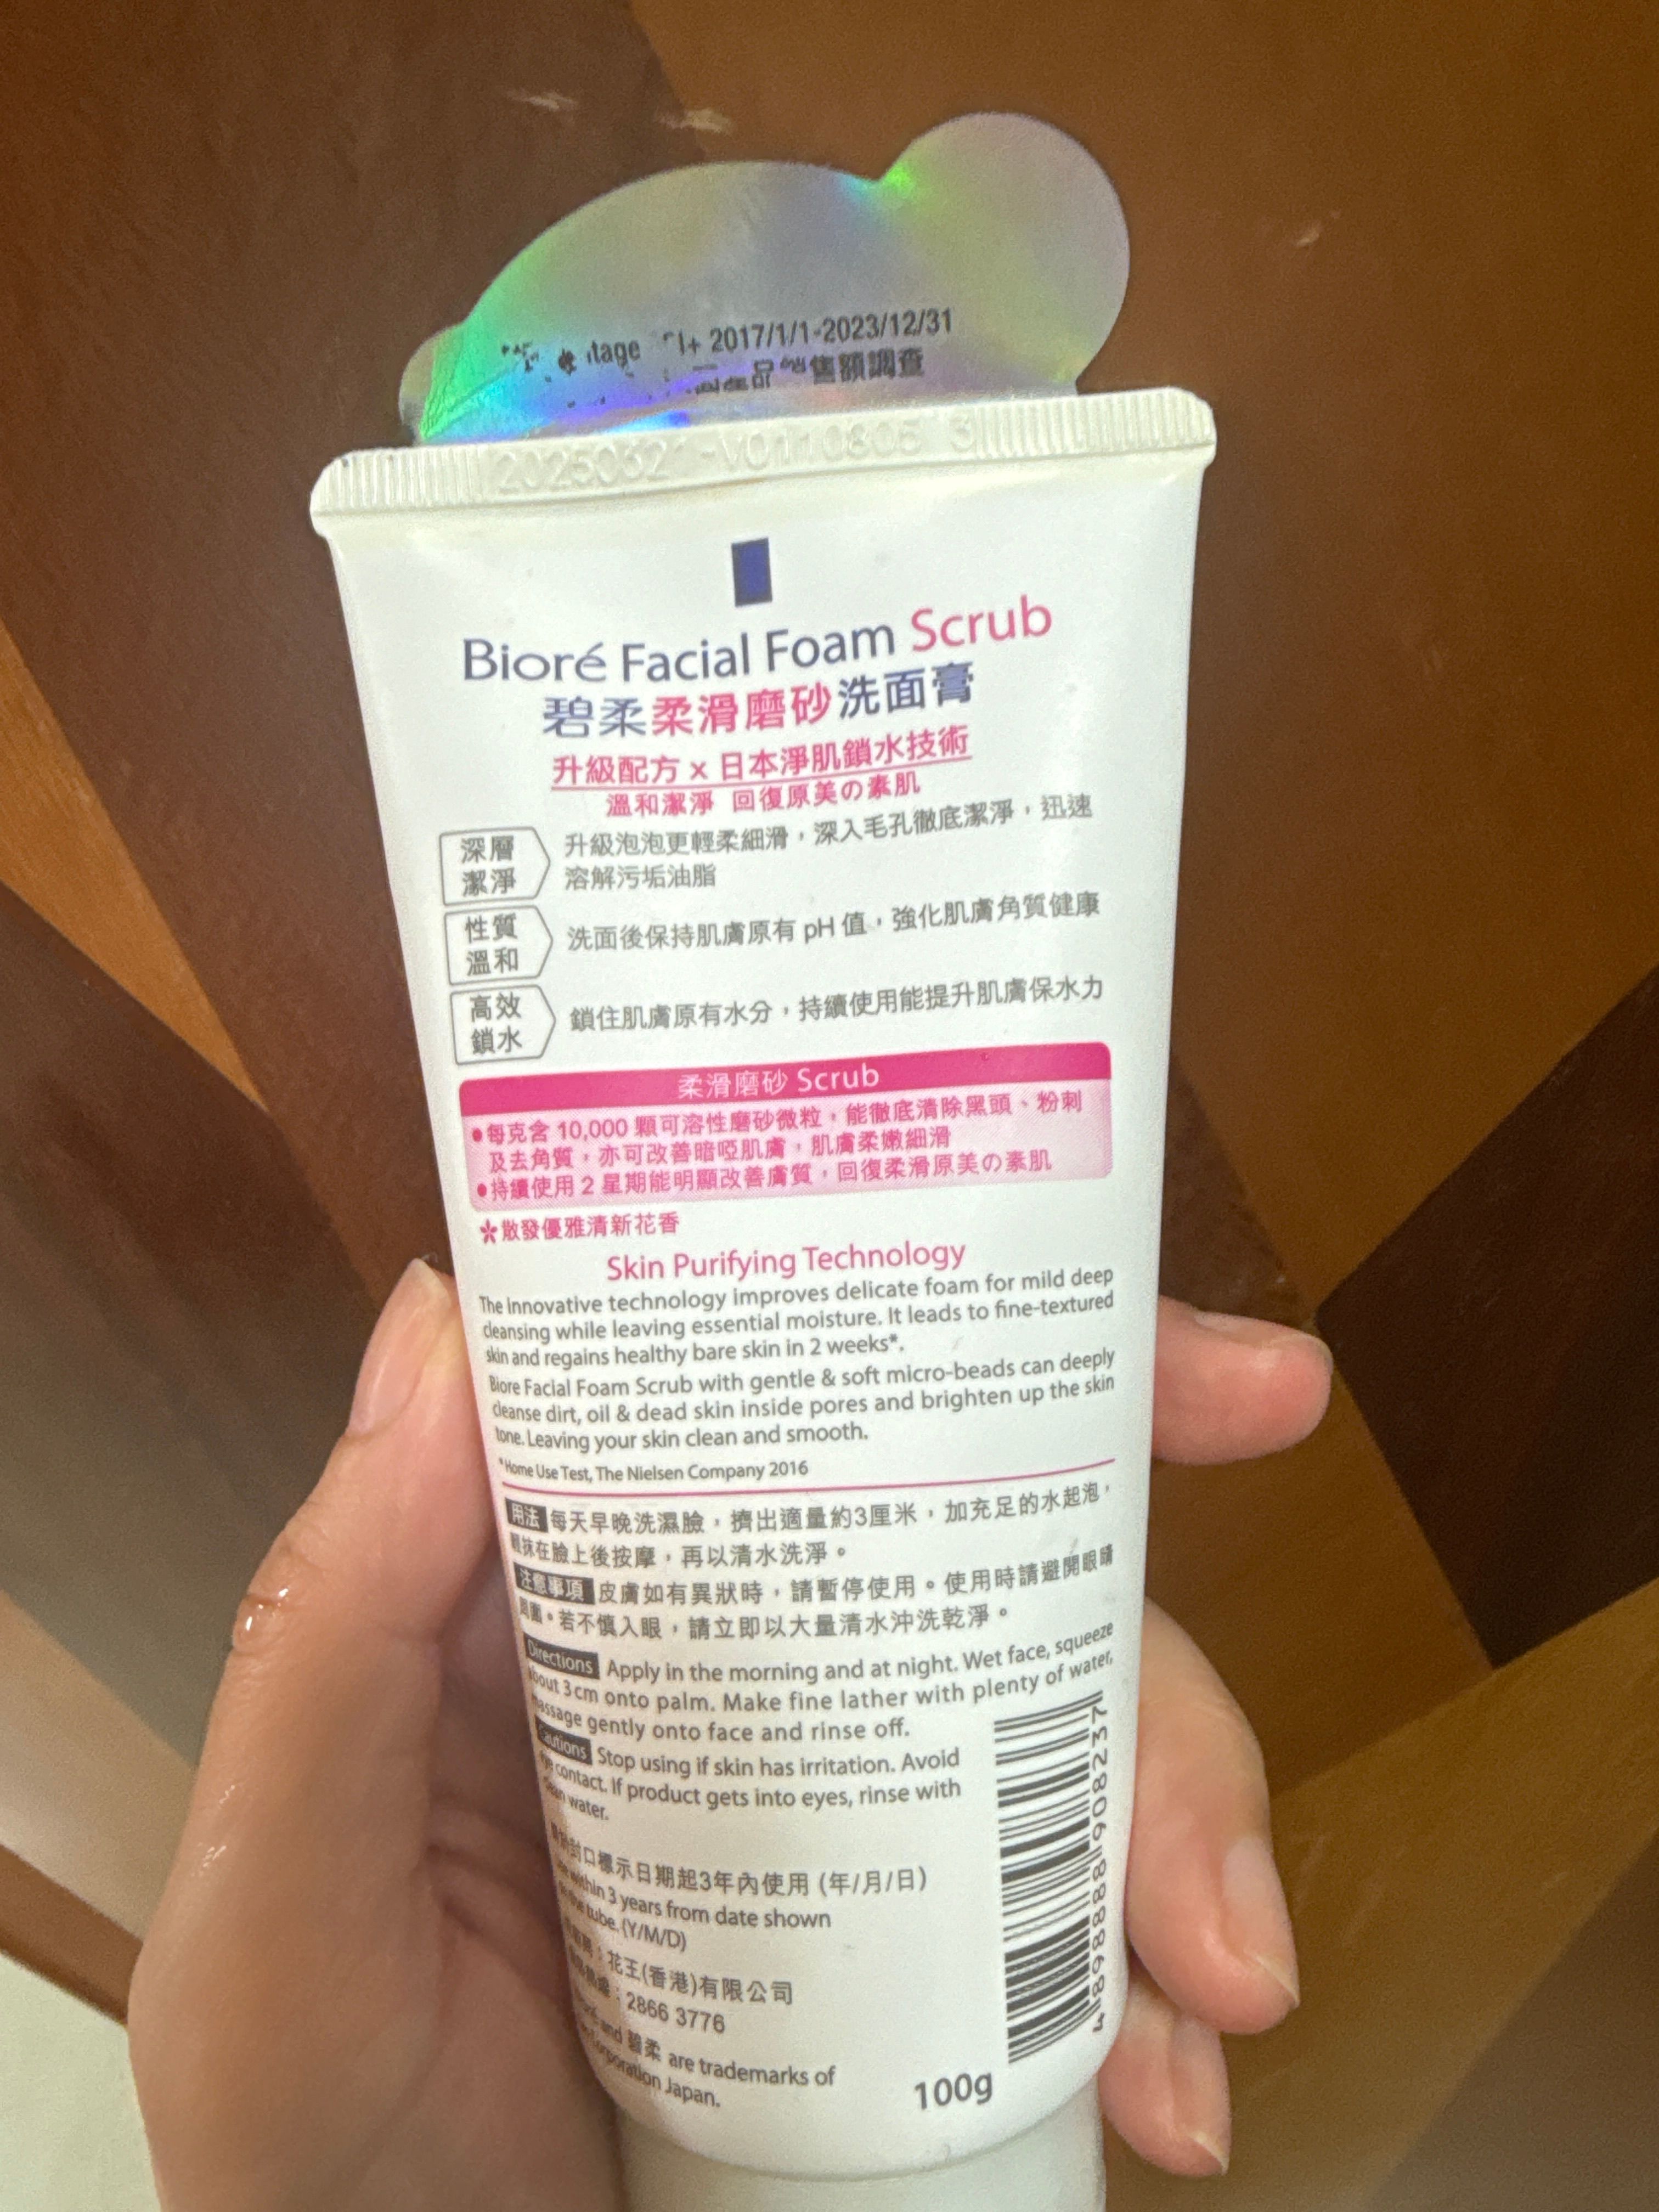 tage
2017/1/1-2023/12/31
品 銷售額調查
2025032 -V0110805 3
Bioré Facial Foam Scrub
碧柔柔滑磨砂洗面膏
升級配方 x 日本淨肌鎖水技術
溫和潔淨 回復原美の素肌
深層
潔淨
升級泡泡更輕柔細滑，深入毛孔徹底潔淨，迅速
溶解污垢油脂
性質
溫和
洗面後保持肌膚原有 pH 值，強化肌膚角質健康
高效
鎖水
鎖住肌膚原有水分，持續使用能提升肌膚保水力
柔滑磨砂 Scrub
●每克含 10,000 顆可溶性磨砂微粒，能徹底清除黑頭、粉刺
及去角質，亦可改善暗啞肌膚，肌膚柔嫩細滑
●持續使用 2 星期能明顯改善膚質，回復柔滑原美の素肌
*散發優雅清新花香
Skin Purifying Technology
The innovative technology improves delicate foam for mild deep
cleansing while leaving essential moisture. It leads to fine-textured
skin and regains healthy bare skin in 2 weeks*.
Biore Facial Foam Scrub with gentle & soft micro-beads can deeply
cleanse dirt, oil & dead skin inside pores and brighten up the skin
tone. Leaving your skin clean and smooth.
*Home Use Test, The Nielsen Company 2016
用法 每天早晚洗濕臉，擠出適量約3厘米，加充足的水起泡，
輕抹在臉上後按摩，再以清水洗淨。
注意事項 皮膚如有異狀時，請暫停使用。使用時請避開眼睛
周圍。若不慎入眼，請立即以大量清水沖洗乾淨。
Directions Apply in the morning and at night. Wet face, squeeze
about 3 cm onto palm. Make fine lather with plenty of water,
massage gently onto face and rinse off.
Cautions Stop using if skin has irritation. Avoid
eye contact. If product gets into eyes, rinse with
clean water.
封口標示日期起3年內使用 (年/月/日)
within 3 years from date shown
tube. (Y/M/D)
花王(香港)有限公司
: 2866 3776
and 碧柔 are trademarks of
Corporation Japan.
100g
4 898888 908237